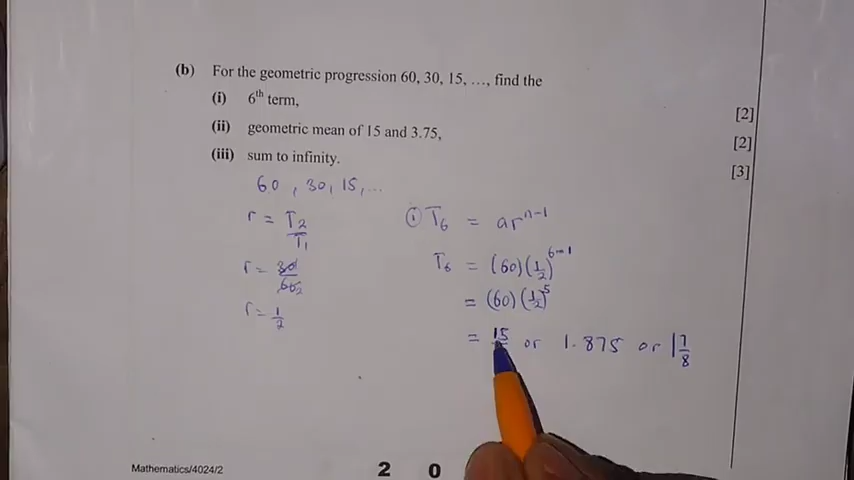 (b) For the geometric progression 60, 30, 15, ..., find the
(i) 6th term, [2]
(ii) geometric mean of 15 and 3.75, [2]
(iii) sum to infinity. [3]
60, 30, 15, ...
r = T2/T1
r = 30/60 2
r = 1/2
① T6 = ar^n-1
T6 = (60)(1/2)^6-1
= (60)(1/2)^5
= 15 or 1.875 or 1 7/8
Mathematics/4024/2
2 0